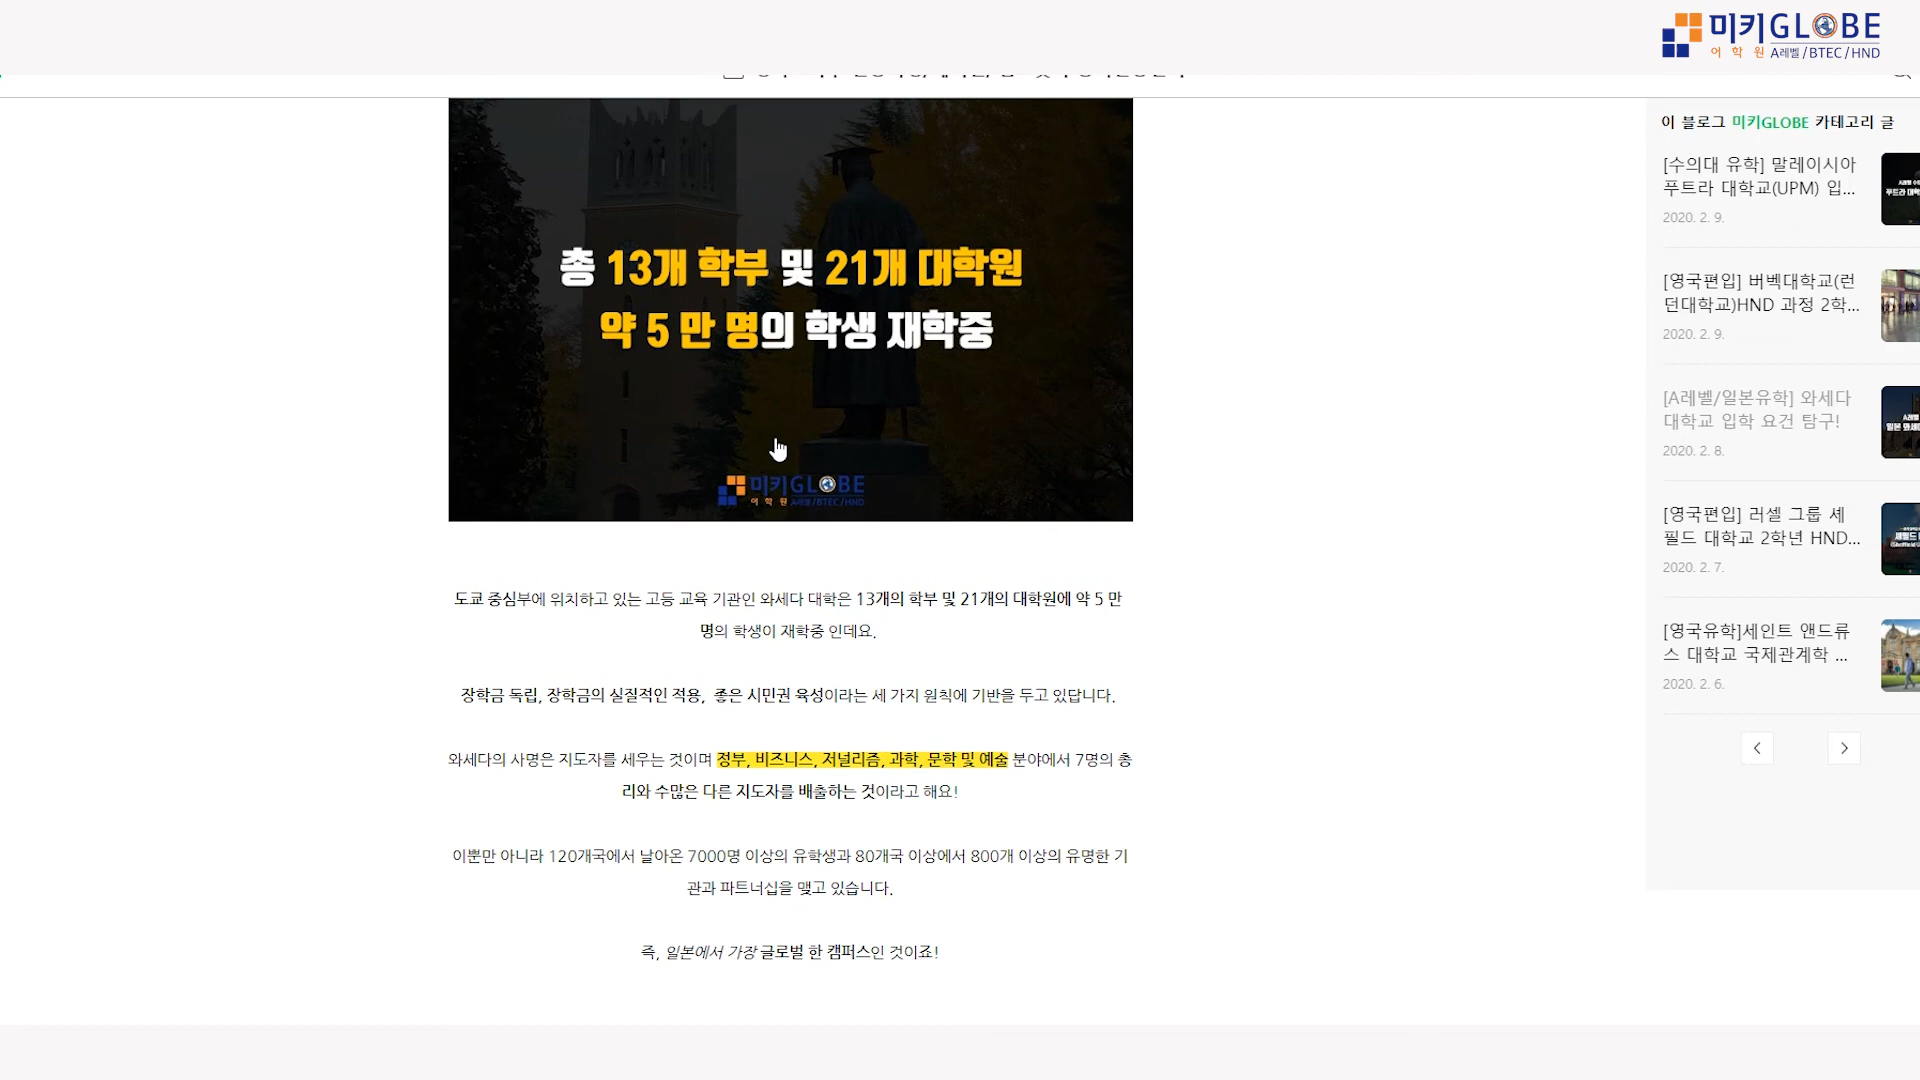 미키GLOBE
어학원 A레벨/BTEC/HND
이 블로그 미키GLOBE 카테고리 글
총 13개 학부 및 21개 대학원
약 5 만 명의 학생 재학중
미키GLOBE
어학원 A레벨/BTEC/HND
도쿄 중심부에 위치하고 있는 고등 교육 기관인 와세다 대학은 13개의 학부 및 21개의 대학원에 약 5 만
명의 학생이 재학중 인데요.
장학금 독립, 장학금의 실질적인 적용, 좋은 시민권 육성이라는 세 가지 원칙에 기반을 두고 있답니다.
와세다의 사명은 지도자를 세우는 것이며 정부, 비즈니스, 저널리즘, 과학, 문학 및 예술 분야에서 7명의 총
리와 수많은 다른 지도자를 배출하는 것이라고 해요!
이뿐만 아니라 120개국에서 날아온 7000명 이상의 유학생과 80개국 이상에서 800개 이상의 유명한 기
관과 파트너십을 맺고 있습니다.
즉, 일본에서 가장 글로벌 한 캠퍼스인 것이죠!
[수의대 유학] 말레이시아
푸트라 대학교(UPM) 입...
2020. 2. 9.
[영국편입] 버벡대학교(런
던대학교)HND 과정 2학...
2020. 2. 9.
[A레벨/일본유학] 와세다
대학교 입학 요건 탐구!
2020. 2. 8.
[영국편입] 러셀 그룹 셰
필드 대학교 2학년 HND...
2020. 2. 7.
[영국유학]세인트 앤드류
스 대학교 국제관계학 ...
2020. 2. 6.